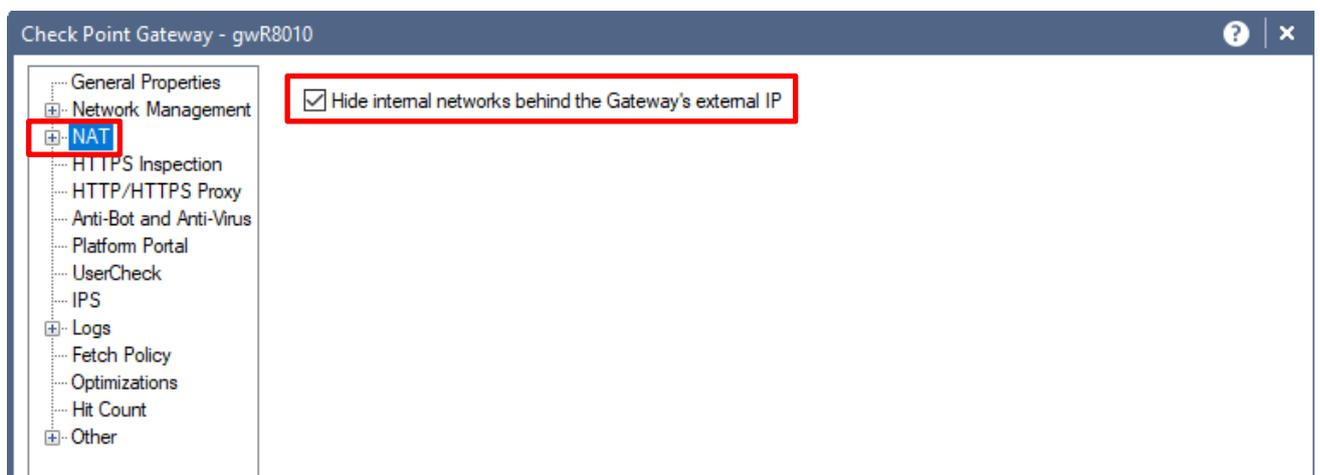 Check Point Gateway - gwR8010
General Properties
Network Management
NAT
HTTPS Inspection
HTTP/HTTPS Proxy
Anti-Bot and Anti-Virus
Platform Portal
UserCheck
IPS
Logs
Fetch Policy
Optimizations
Hit Count
Other
Hide internal networks behind the Gateway's external IP